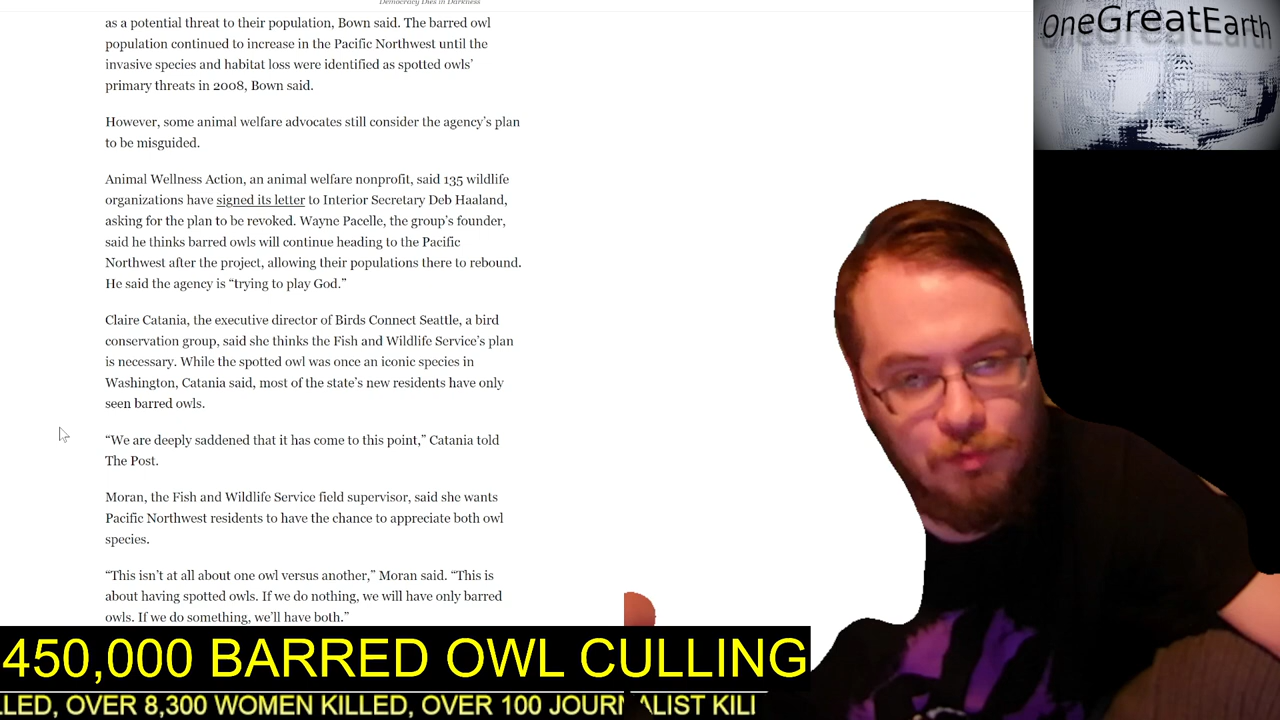 Democracy Dies in Darkness
OneGreatEarth
as a potential threat to their population, Bown said. The barred owl
population continued to increase in the Pacific Northwest until the
invasive species and habitat loss were identified as spotted owls'
primary threats in 2008, Bown said.
However, some animal welfare advocates still consider the agency's plan
to be misguided.
Animal Wellness Action, an animal welfare nonprofit, said 135 wildlife
organizations have signed its letter to Interior Secretary Deb Haaland,
asking for the plan to be revoked. Wayne Pacelle, the group's founder,
said he thinks barred owls will continue heading to the Pacific
Northwest after the project, allowing their populations there to rebound.
He said the agency is “trying to play God.”
Claire Catania, the executive director of Birds Connect Seattle, a bird
conservation group, said she thinks the Fish and Wildlife Service's plan
is necessary. While the spotted owl was once an iconic species in
Washington, Catania said, most of the state's new residents have only
seen barred owls.
“We are deeply saddened that it has come to this point,” Catania told
The Post.
Moran, the Fish and Wildlife Service field supervisor, said she wants
Pacific Northwest residents to have the chance to appreciate both owl
species.
“This isn't at all about one owl versus another,” Moran said. “This is
about having spotted owls. If we do nothing, we will have only barred
owls. If we do something, we'll have both.”
450,000 BARRED OWL CULLING
LLED, OVER 8,300 WOMEN KILLED, OVER 100 JOURNALIST KILL